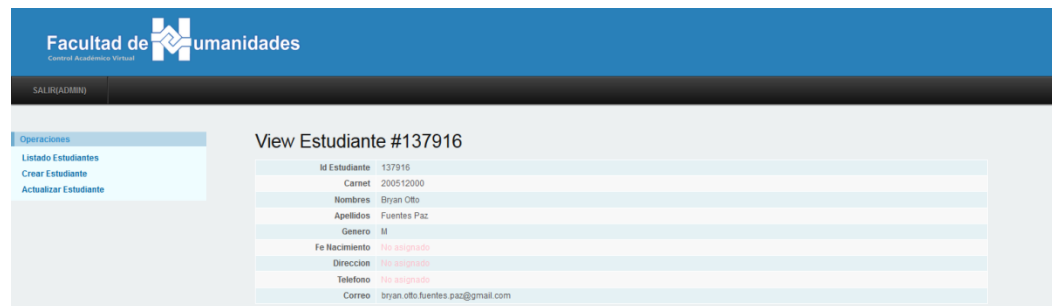 Facultad de Humanidades
Control Académico Virtual
SALIR(ADMIN)
Operaciones
Listado Estudiantes
Crear Estudiante
Actualizar Estudiante
View Estudiante #137916
Id Estudiante 137916
Carnet 200512000
Nombres Bryan Otto
Apellidos Fuentes Paz
Genero M
Fe Nacimiento No asignado
Direccion No asignado
Telefono No asignado
Correo bryan.otto.fuentes.paz@gmail.com